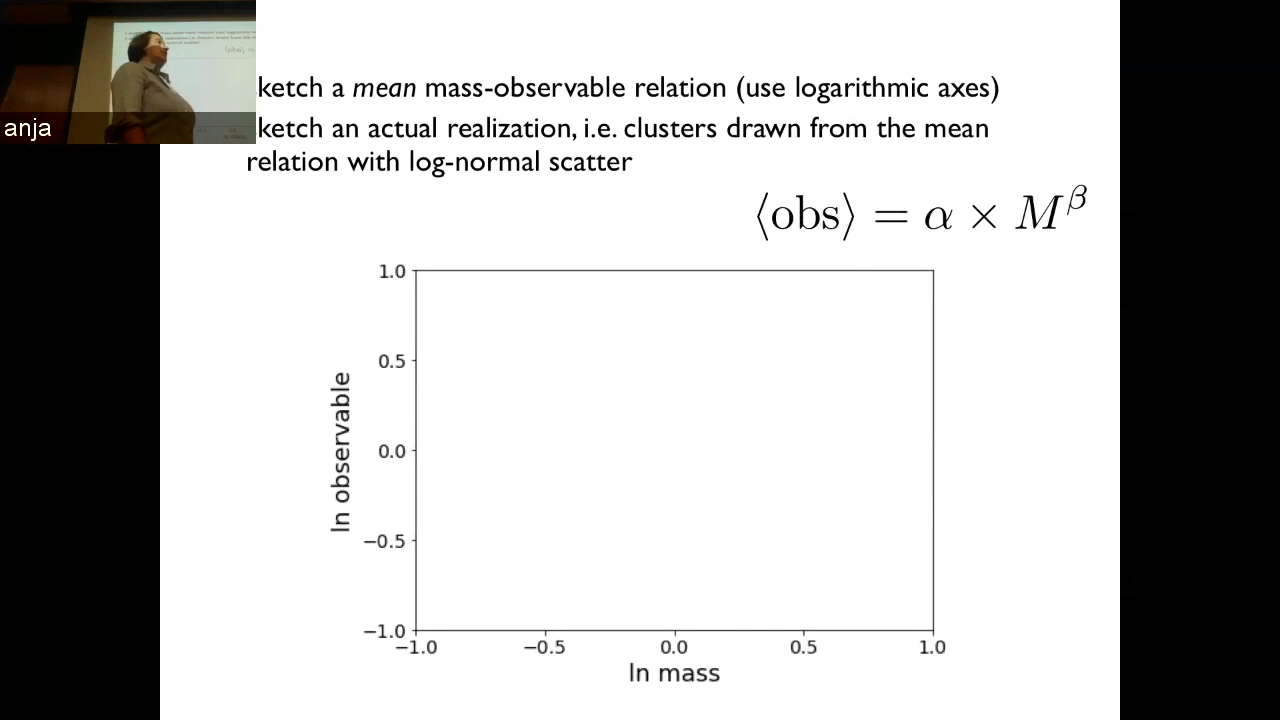 ketch a mean mass-observable relation (use logarithmic axes)
anja
ketch an actual realization, i.e. clusters drawn from the mean
relation with log-normal scatter
⟨obs⟩ = α × M^β
1.0
0.5
0.0
−0.5
−1.0
ln observable
−1.0 −0.5 0.0 0.5 1.0
ln mass